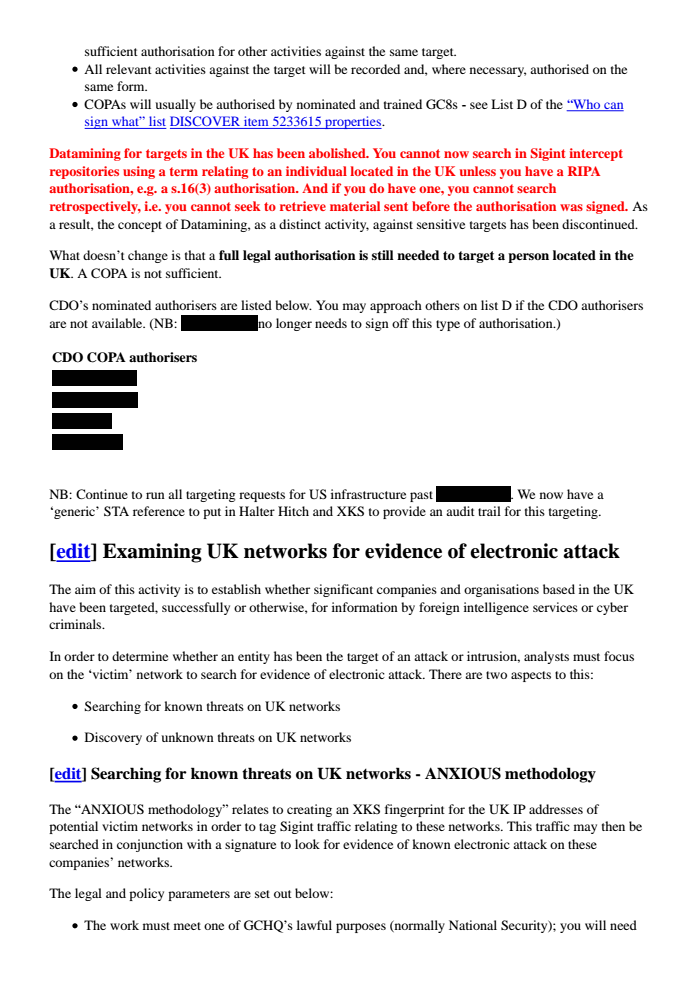 sufficient authorisation for other activities against the same target.
• All relevant activities against the target will be recorded and, where necessary, authorised on the
same form.
• COPAs will usually be authorised by nominated and trained GC8s - see List D of the “Who can
sign what” list DISCOVER item 5233615 properties.
Datamining for targets in the UK has been abolished. You cannot now search in Sigint intercept
repositories using a term relating to an individual located in the UK unless you have a RIPA
authorisation, e.g. a s.16(3) authorisation. And if you do have one, you cannot search
retrospectively, i.e. you cannot seek to retrieve material sent before the authorisation was signed. As
a result, the concept of Datamining, as a distinct activity, against sensitive targets has been discontinued.
What doesn’t change is that a full legal authorisation is still needed to target a person located in the
UK. A COPA is not sufficient.
CDO’s nominated authorisers are listed below. You may approach others on list D if the CDO authorisers
are not available. (NB: no longer needs to sign off this type of authorisation.)
CDO COPA authorisers
NB: Continue to run all targeting requests for US infrastructure past . We now have a
‘generic’ STA reference to put in Halter Hitch and XKS to provide an audit trail for this targeting.
[edit] Examining UK networks for evidence of electronic attack
The aim of this activity is to establish whether significant companies and organisations based in the UK
have been targeted, successfully or otherwise, for information by foreign intelligence services or cyber
criminals.
In order to determine whether an entity has been the target of an attack or intrusion, analysts must focus
on the ‘victim’ network to search for evidence of electronic attack. There are two aspects to this:
• Searching for known threats on UK networks
• Discovery of unknown threats on UK networks
[edit] Searching for known threats on UK networks - ANXIOUS methodology
The “ANXIOUS methodology” relates to creating an XKS fingerprint for the UK IP addresses of
potential victim networks in order to tag Sigint traffic relating to these networks. This traffic may then be
searched in conjunction with a signature to look for evidence of known electronic attack on these
companies’ networks.
The legal and policy parameters are set out below:
• The work must meet one of GCHQ’s lawful purposes (normally National Security); you will need